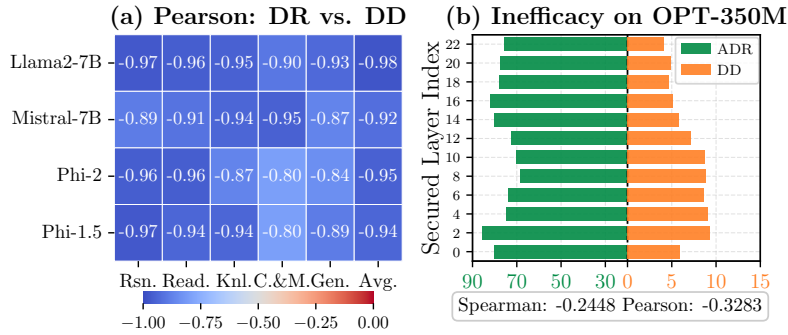 (a) Pearson: DR vs. DD
Llama2-7B -0.97 -0.96 -0.95 -0.90 -0.93 -0.98
Mistral-7B -0.89 -0.91 -0.94 -0.95 -0.87 -0.92
Phi-2 -0.96 -0.96 -0.87 -0.80 -0.84 -0.95
Phi-1.5 -0.97 -0.94 -0.94 -0.80 -0.89 -0.94
Rsn. Read. Knl. C.&M. Gen. Avg.
−1.00 −0.75 −0.50 −0.25 0.00
(b) Inefficacy on OPT-350M
Secured Layer Index
22
20
18
16
14
12
10
8
6
4
2
0
ADR
DD
90 70 50 30 0 5 10 15
Spearman: -0.2448 Pearson: -0.3283